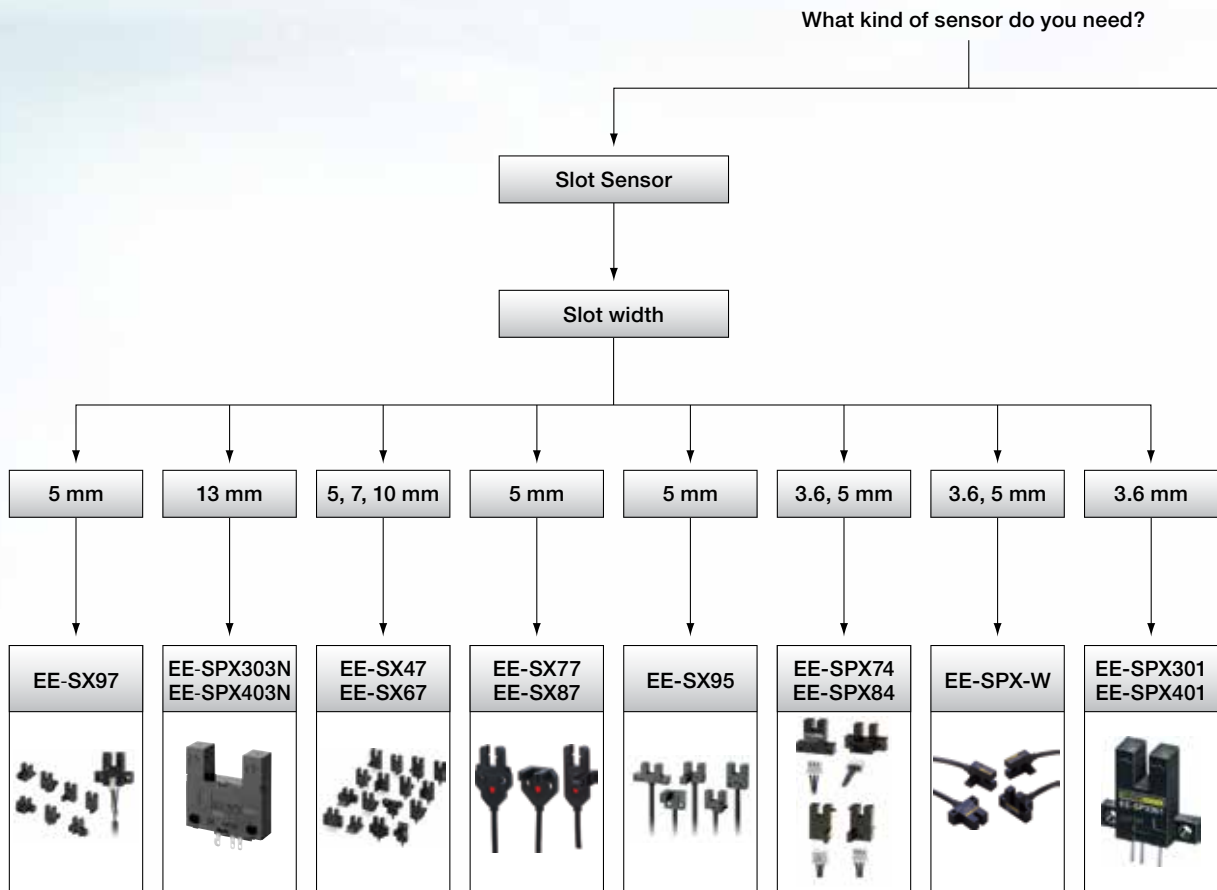 What kind of sensor do you need?
Slot Sensor
Slot width
5 mm
13 mm
5, 7, 10 mm
5 mm
5 mm
3.6, 5 mm
3.6, 5 mm
3.6 mm
EE-SX97
EE-SPX303N
EE-SPX403N
EE-SX47
EE-SX67
EE-SX77
EE-SX87
EE-SX95
EE-SPX74
EE-SPX84
EE-SPX-W
EE-SPX301
EE-SPX401
EE-SPX301